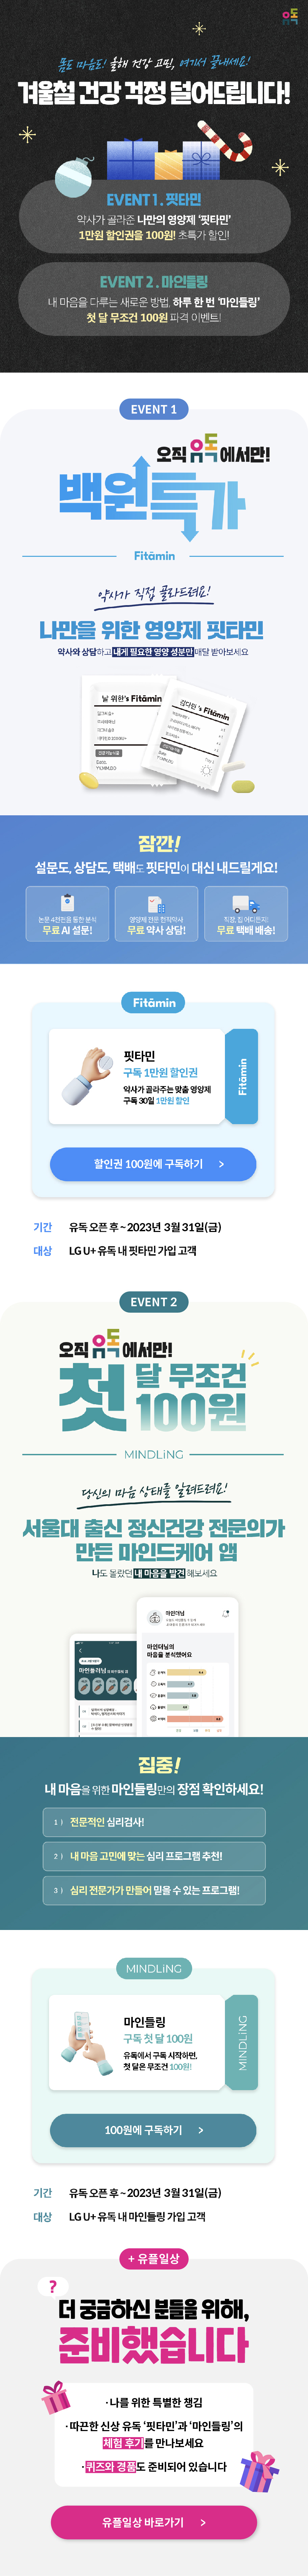 유독
몸도 마음도! 올해 건강 고민, 여기서 끝내세요!
겨울철 건강 걱정 덜어드립니다!
EVENT 1. 핏타민
약사가 골라준 나만의 영양제 '핏타민'
1만원 할인권을 100원! 초특가 할인!
EVENT 2. 마인들링
내 마음을 다루는 새로운 방법, 하루 한 번 '마인들링'
첫 달 무조건 100원 파격 이벤트!
EVENT 1
오직 유독에서만!
백원특가
Fitamin
약사가 직접 골라드려요!
나만을 위한 영양제 핏타민
약사와 상담하고 내게 필요한 영양 성분만 매달 받아보세요
날 위한's Fitamin
김다민's Fitamin
잠깐!
설문도, 상담도, 택배도 핏타민이 대신 내드릴게요!
논문 4천편을 통한 분석
무료 AI 설문!
영양제 전문 한약약사
무료 약사 상담!
직장, 집 어디든지!
무료 택배 배송!
Fitamin
핏타민
구독 1만원 할인권
약사가 골라주는 맞춤 영양제
구독 30일 1만원 할인
Fitamin
할인권 100원에 구독하기 >
기간 유독 오픈 후 ~ 2023년 3월 31일(금)
대상 LG U+ 유독 내 핏타민 가입 고객
EVENT 2
오직 유독에서만!
첫 달 무조건 100원
MINDLiNG
당신의 마음 상태를 알려드려요!
서울대 출신 정신건강 전문의가
만든 마인드케어 앱
나도 몰랐던 내 마음을 발견 해보세요
마인더님
마인더님의
마음을 분석했어요
집중!
내 마음을 위한 마인들링만의 장점 확인하세요!
1 ) 전문적인 심리검사!
2 ) 내 마음 고민에 맞는 심리 프로그램 추천!
3 ) 심리 전문가가 만들어 믿을 수 있는 프로그램!
MINDLiNG
마인들링
구독 첫 달 100원
유독에서 구독 시작하면,
첫 달은 무조건 100원!
MINDLiNG
100원에 구독하기 >
기간 유독 오픈 후 ~ 2023년 3월 31일(금)
대상 LG U+ 유독 내 마인들링 가입 고객
+ 유플일상
?
더 궁금하신 분들을 위해,
준비했습니다
· 나를 위한 특별한 챙김
· 따끈한 신상 유독 '핏타민'과 '마인들링'의
체험 후기를 만나보세요
· 퀴즈와 경품도 준비되어 있습니다
유플일상 바로가기 >